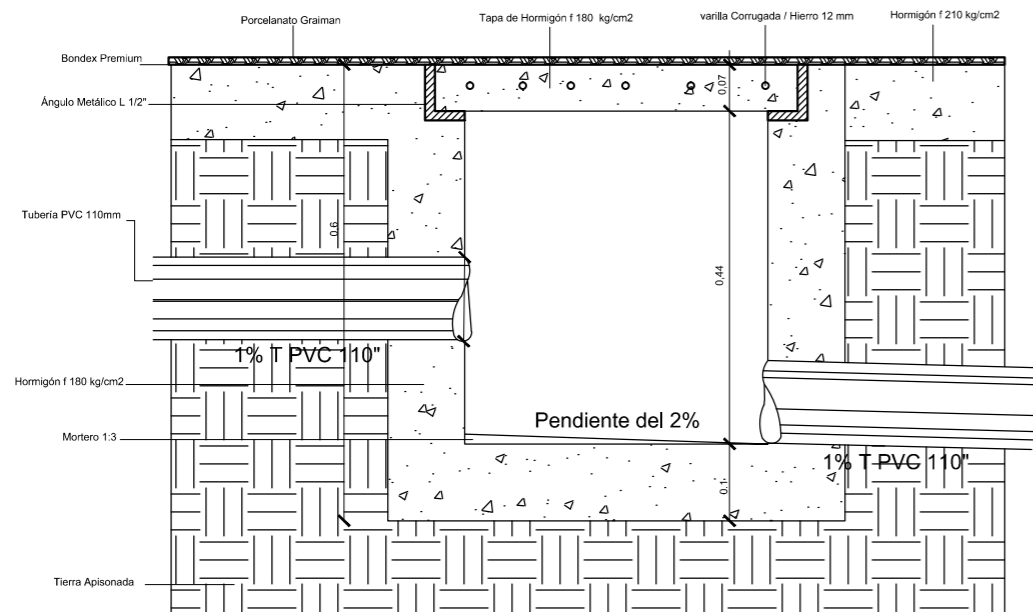 Porcelanato Graiman
Tapa de Hormigón f 180 kg/cm2
varilla Corrugada / Hierro 12 mm
Hormigón f 210 kg/cm2
Bondex Premium
Ángulo Metálico L 1/2"
0,07
Tubería PVC 110mm
0,6
0,44
1% T PVC 110"
Hormigón f 180 kg/cm2
Pendiente del 2%
Mortero 1:3
1% T PVC 110"
0,1
Tierra Apisonada